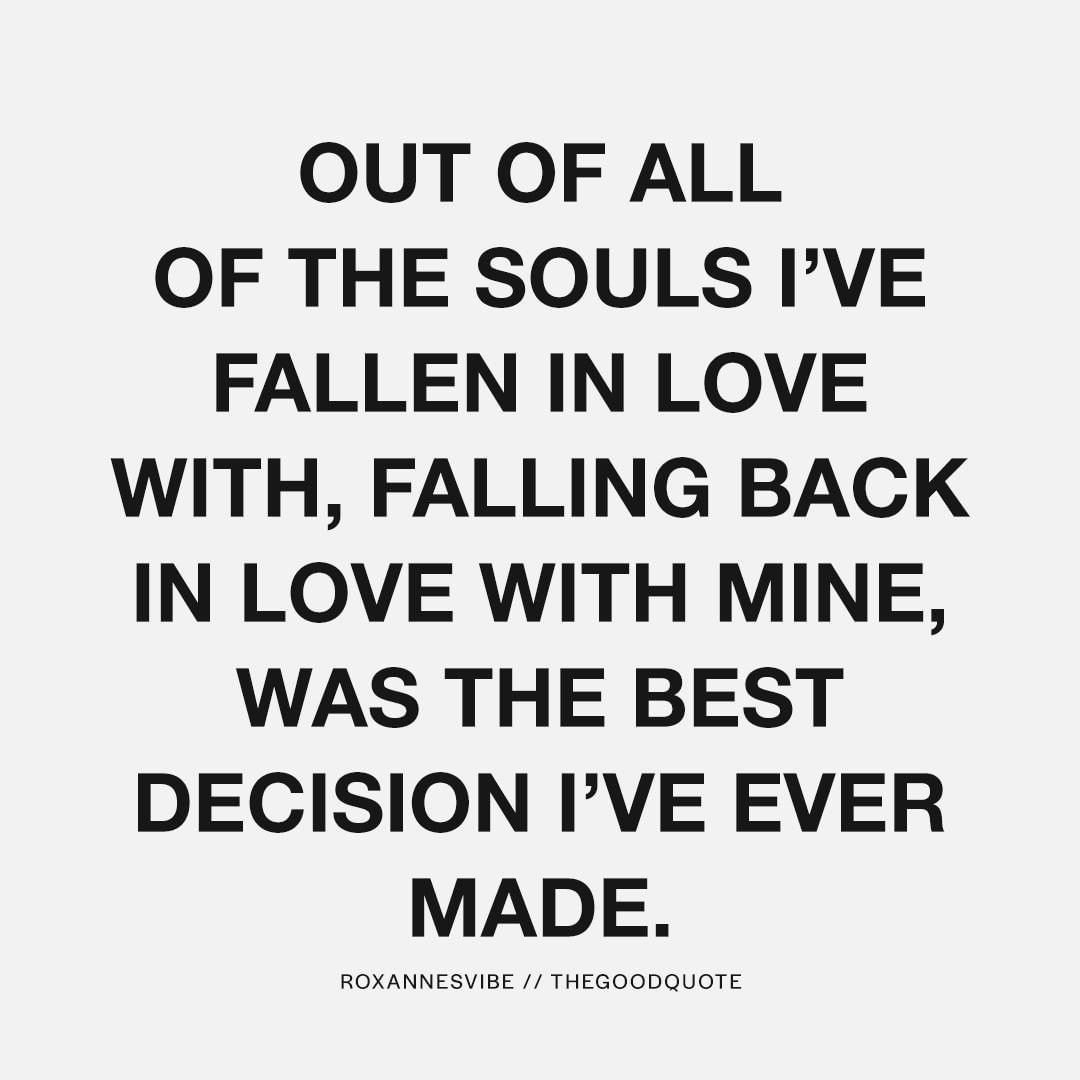 OUT OF ALL
OF THE SOULS I’VE
FALLEN IN LOVE
WITH, FALLING BACK
IN LOVE WITH MINE,
WAS THE BEST
DECISION I’VE EVER
MADE.
ROXANNESVIBE // THEGOODQUOTE